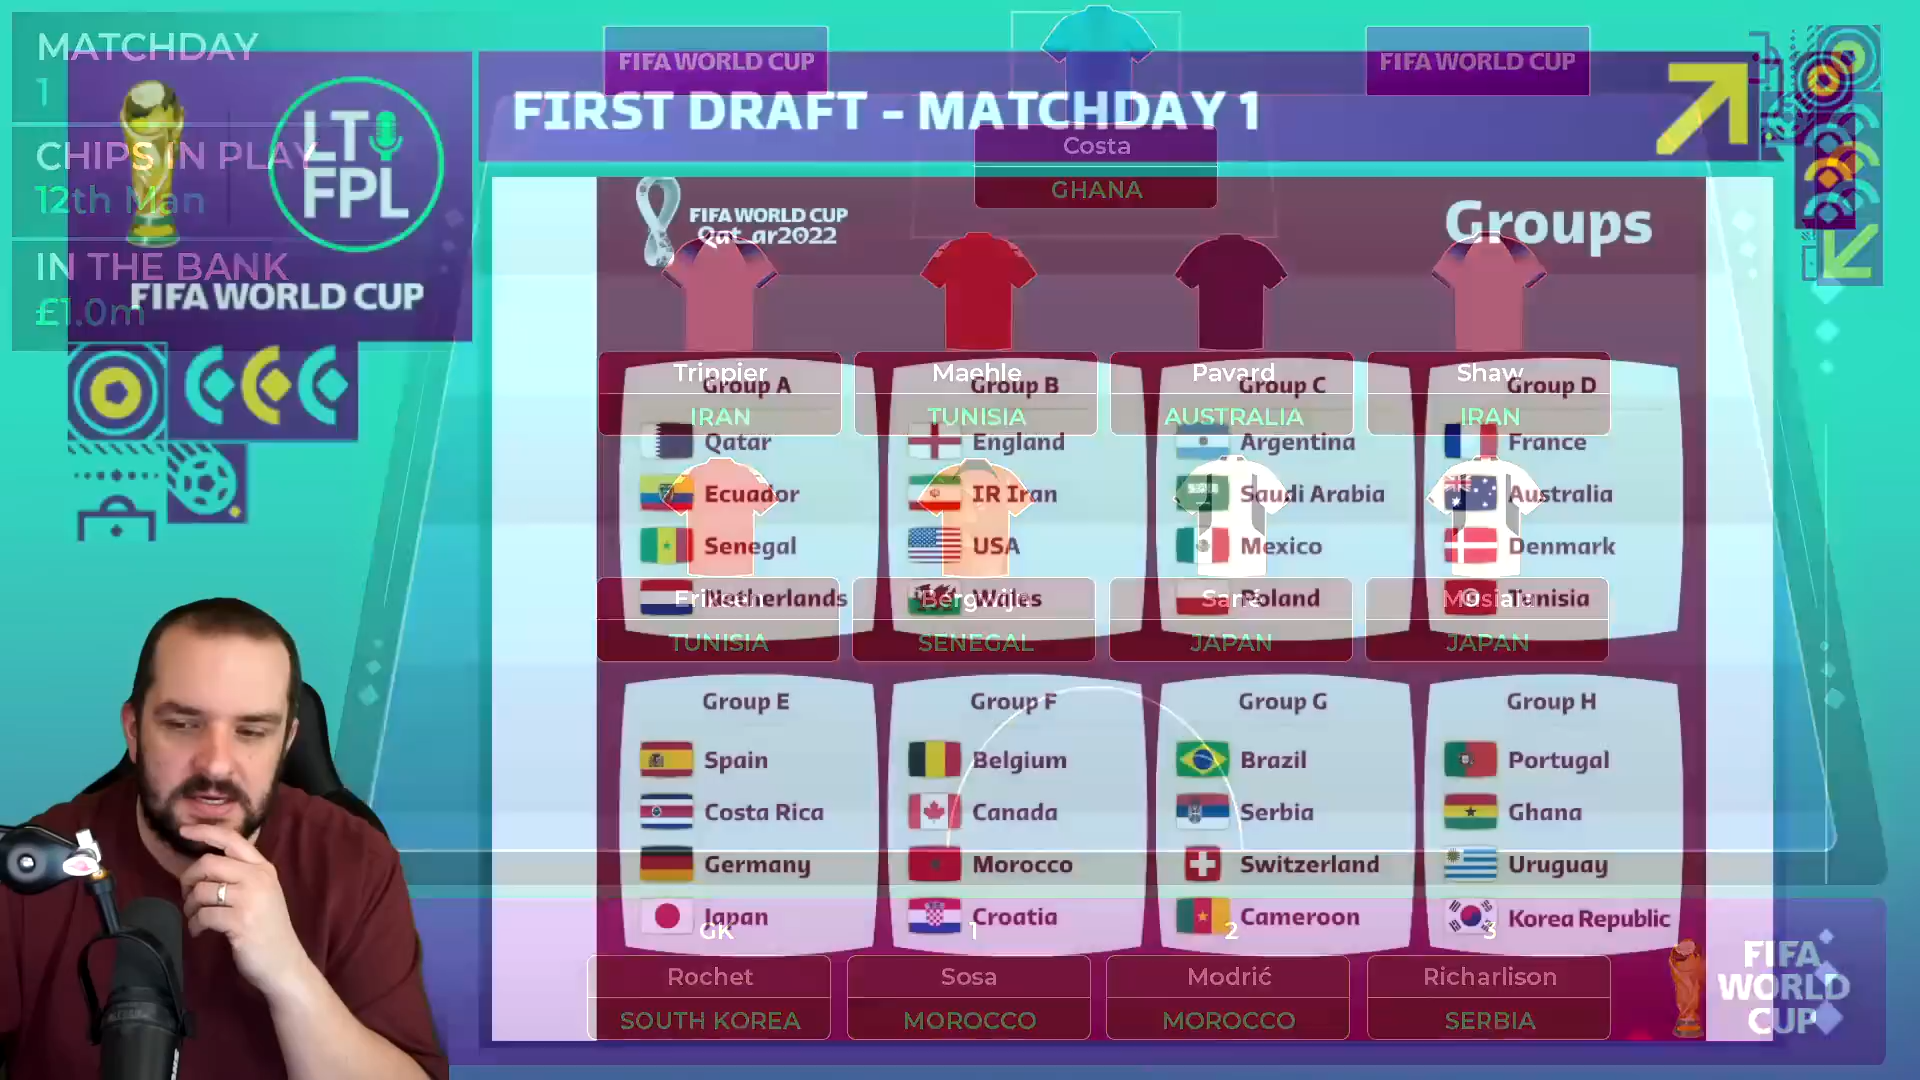 MATCHDAY
1
CHIPS IN PLAY
12th Man
IN THE BANK
£1.0m
LT
FPL
FIFA WORLD CUP
FIFA WORLD CUP
FIFA WORLD CUP
FIRST DRAFT - MATCHDAY 1
Costa
GHANA
FIFA WORLD CUP
Qat_ar2022
Groups
Trippier
IRAN
Maehle
TUNISIA
Pavard
AUSTRALIA
Shaw
IRAN
Group A
Qatar
Ecuador
Senegal
Netherlands
Group B
England
IR Iran
USA
Wales
Group C
Argentina
Saudi Arabia
Mexico
Poland
Group D
France
Australia
Denmark
Tunisia
TUNISIA
SENEGAL
JAPAN
JAPAN
Group E
Spain
Costa Rica
Germany
Japan
Group F
Belgium
Canada
Morocco
Croatia
Group G
Brazil
Serbia
Switzerland
Cameroon
Group H
Portugal
Ghana
Uruguay
Korea Republic
GK
1
2
3
Rochet
SOUTH KOREA
Sosa
MOROCCO
Modrić
MOROCCO
Richarlison
SERBIA
FIFA
WORLD
CUP